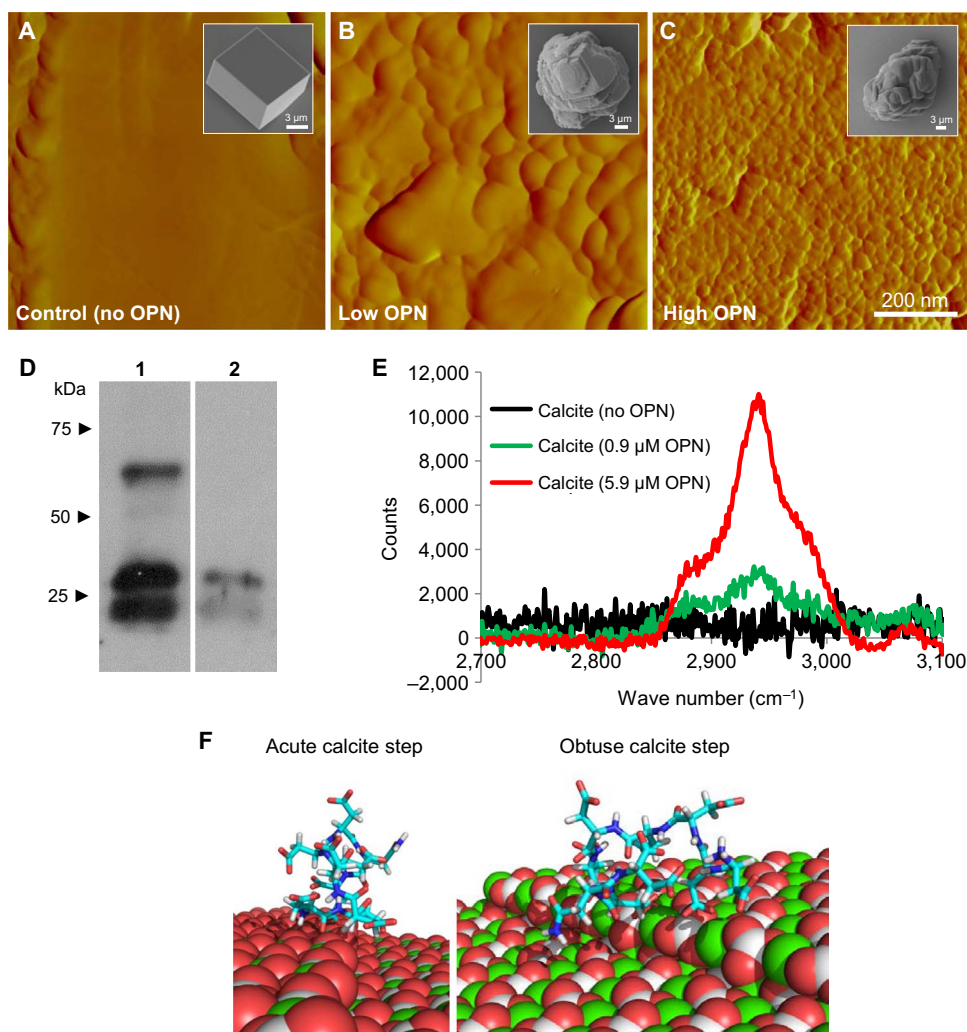 A
3 µm
Control (no OPN)
B
3 µm
Low OPN
C
3 µm
200 nm
High OPN
D
1 2
kDa
75 ►
50 ►
25 ►
E
12,000
10,000
8,000
6,000
4,000
2,000
0
–2,000
Counts
Calcite (no OPN)
Calcite (0.9 µM OPN)
Calcite (5.9 µM OPN)
2,700 2,800 2,900 3,000 3,100
Wave number (cm⁻¹)
F
Acute calcite step
Obtuse calcite step